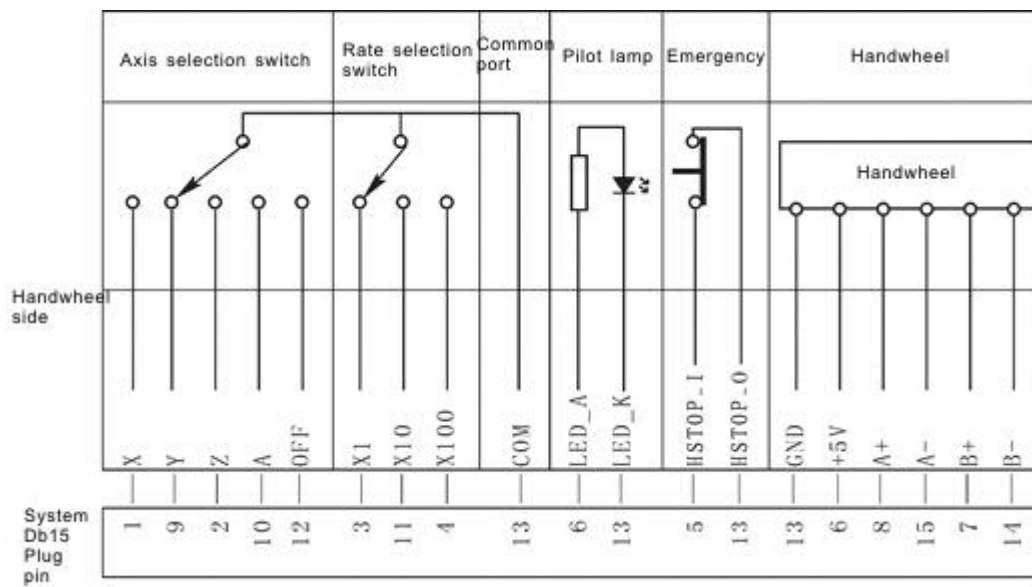 Axis selection switch
Rate selection
switch
Common
port
Pilot lamp
Emergency
Handwheel
Handwheel
Handwheel
side
X
Y
Z
A
OFF
X1
X10
X100
COM
LED_A
LED_K
HSTOP_I
HSTOP_O
GND
+5V
A+
A-
B+
B-
System
Db15
Plug
pin
1
9
2
10
12
3
11
4
13
6
13
5
13
13
6
8
15
7
14